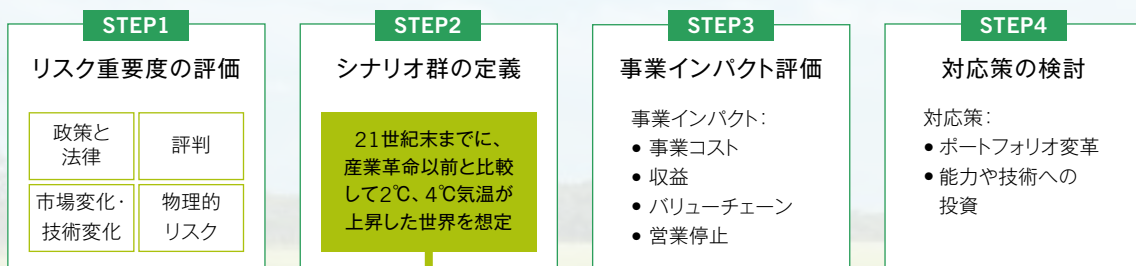 STEP1
リスク重要度の評価
政策と
法律
評判
市場変化・
技術変化
物理的
リスク
STEP2
シナリオ群の定義
21世紀末までに、
産業革命以前と比較
して2℃、4℃気温が
上昇した世界を想定
STEP3
事業インパクト評価
事業インパクト：
● 事業コスト
● 収益
● バリューチェーン
● 営業停止
STEP4
対応策の検討
対応策：
● ポートフォリオ変革
● 能力や技術への
投資